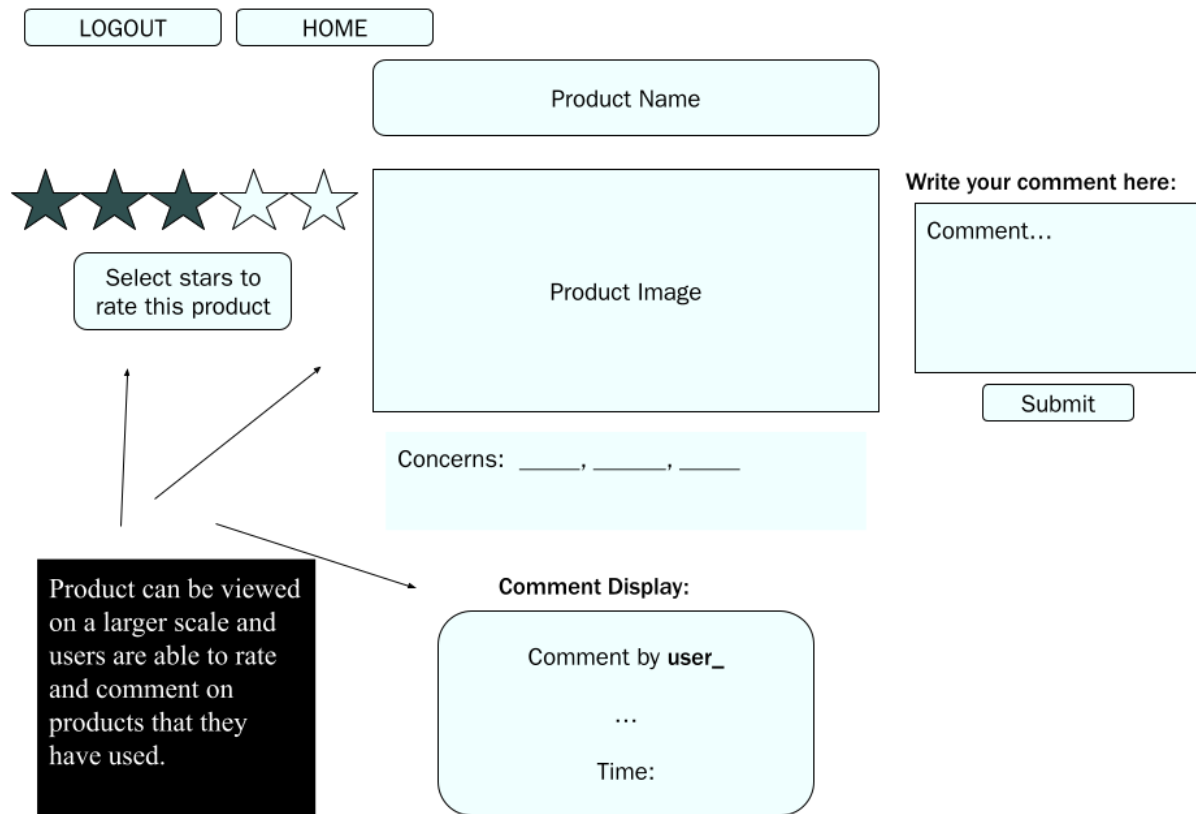 LOGOUT
HOME
Product Name
Select stars to
rate this product
Product Image
Write your comment here:
Comment…
Submit
Concerns: ____, _____, ____
Product can be viewed
on a larger scale and
users are able to rate
and comment on
products that they
have used.
Comment Display:
Comment by user_
…
Time: